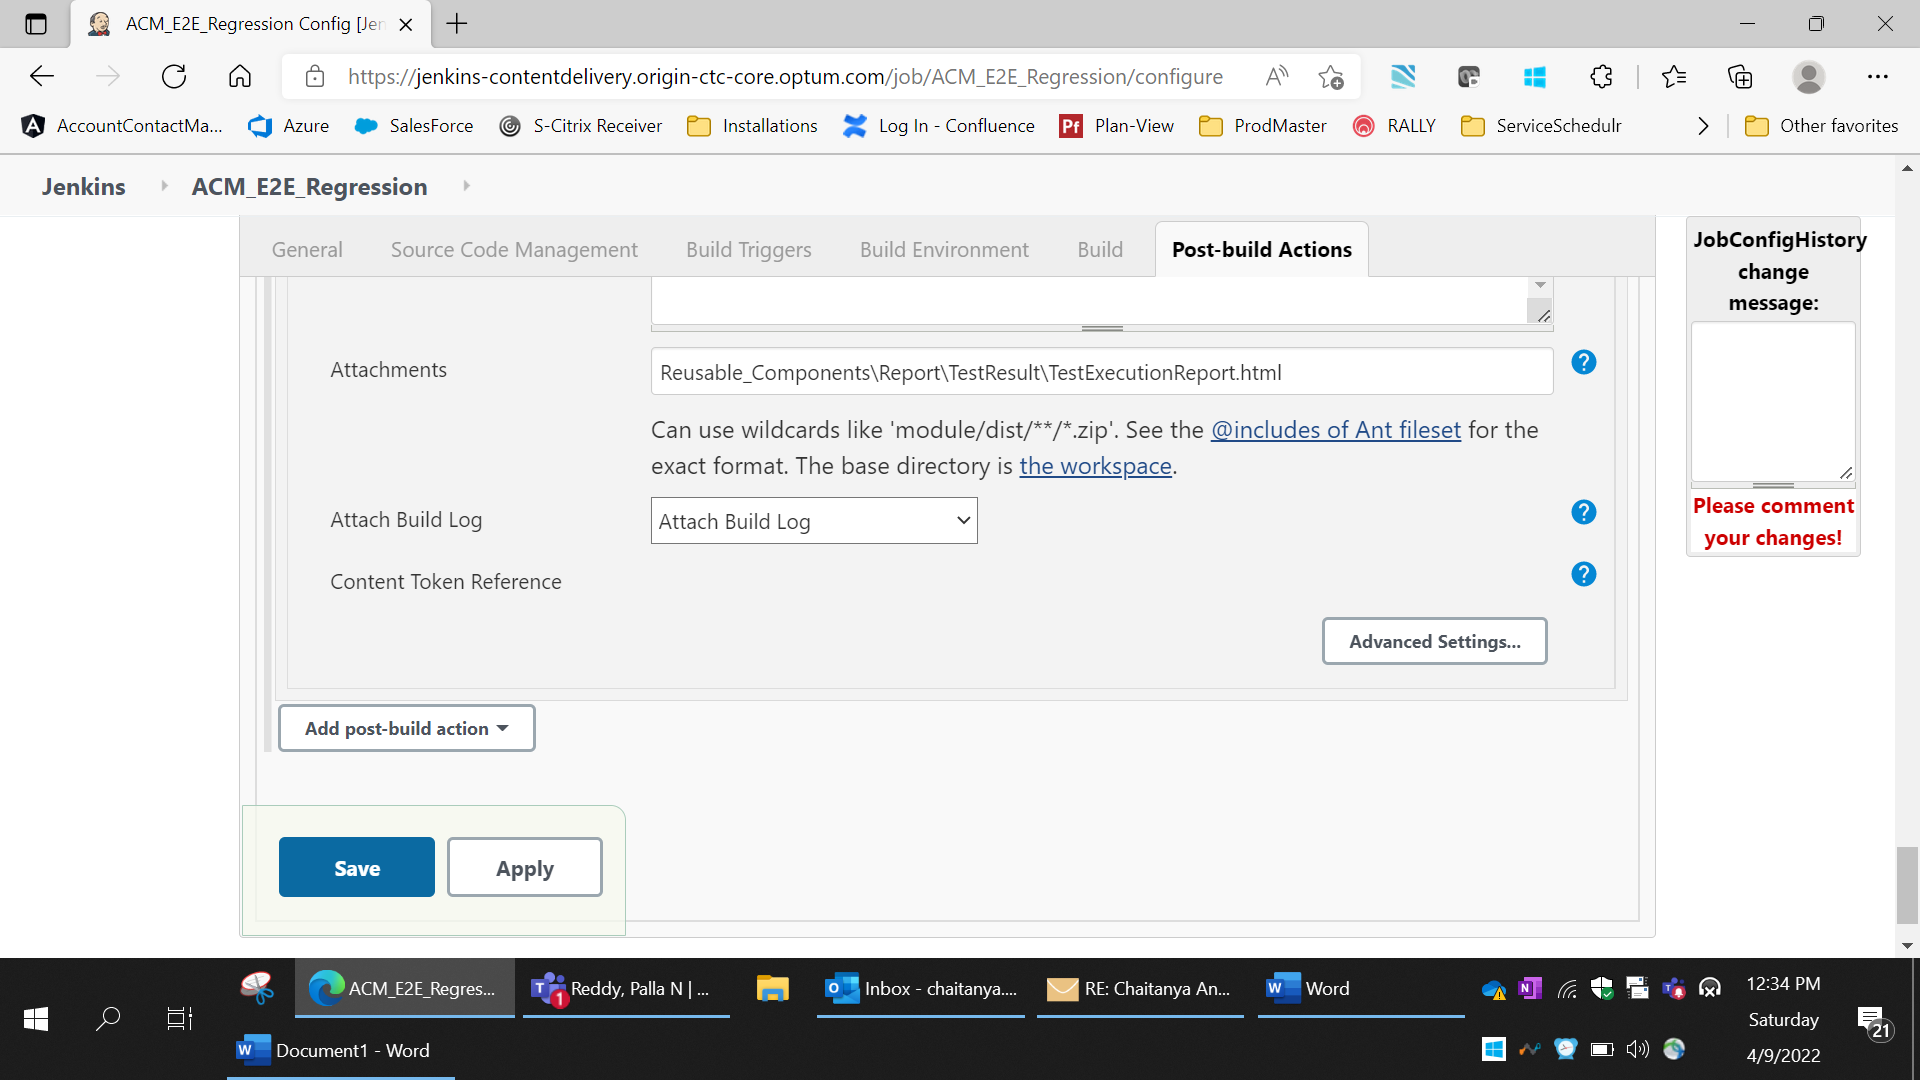 ACM_E2E_Regression Config [Jen
https://jenkins-contentdelivery.origin-ctc-core.optum.com/job/ACM_E2E_Regression/configure
AccountContactMa...
Azure
SalesForce
S-Citrix Receiver
Installations
Log In - Confluence
Pf Plan-View
ProdMaster
RALLY
ServiceSchedulr
Other favorites
Jenkins
ACM_E2E_Regression
General
Source Code Management
Build Triggers
Build Environment
Build
Post-build Actions
JobConfigHistory
change
message:
Please comment
your changes!
Attachments
Reusable_Components\Report\TestResult\TestExecutionReport.html
?
Can use wildcards like 'module/dist/**/*.zip'. See the @includes of Ant fileset for the
exact format. The base directory is the workspace.
Attach Build Log
Attach Build Log
?
Content Token Reference
?
Advanced Settings...
Add post-build action
Save
Apply
ACM_E2E_Regres...
Reddy, Palla N | ...
1
Inbox - chaitanya....
RE: Chaitanya An...
Word
12:34 PM
Saturday
4/9/2022
21
Document1 - Word